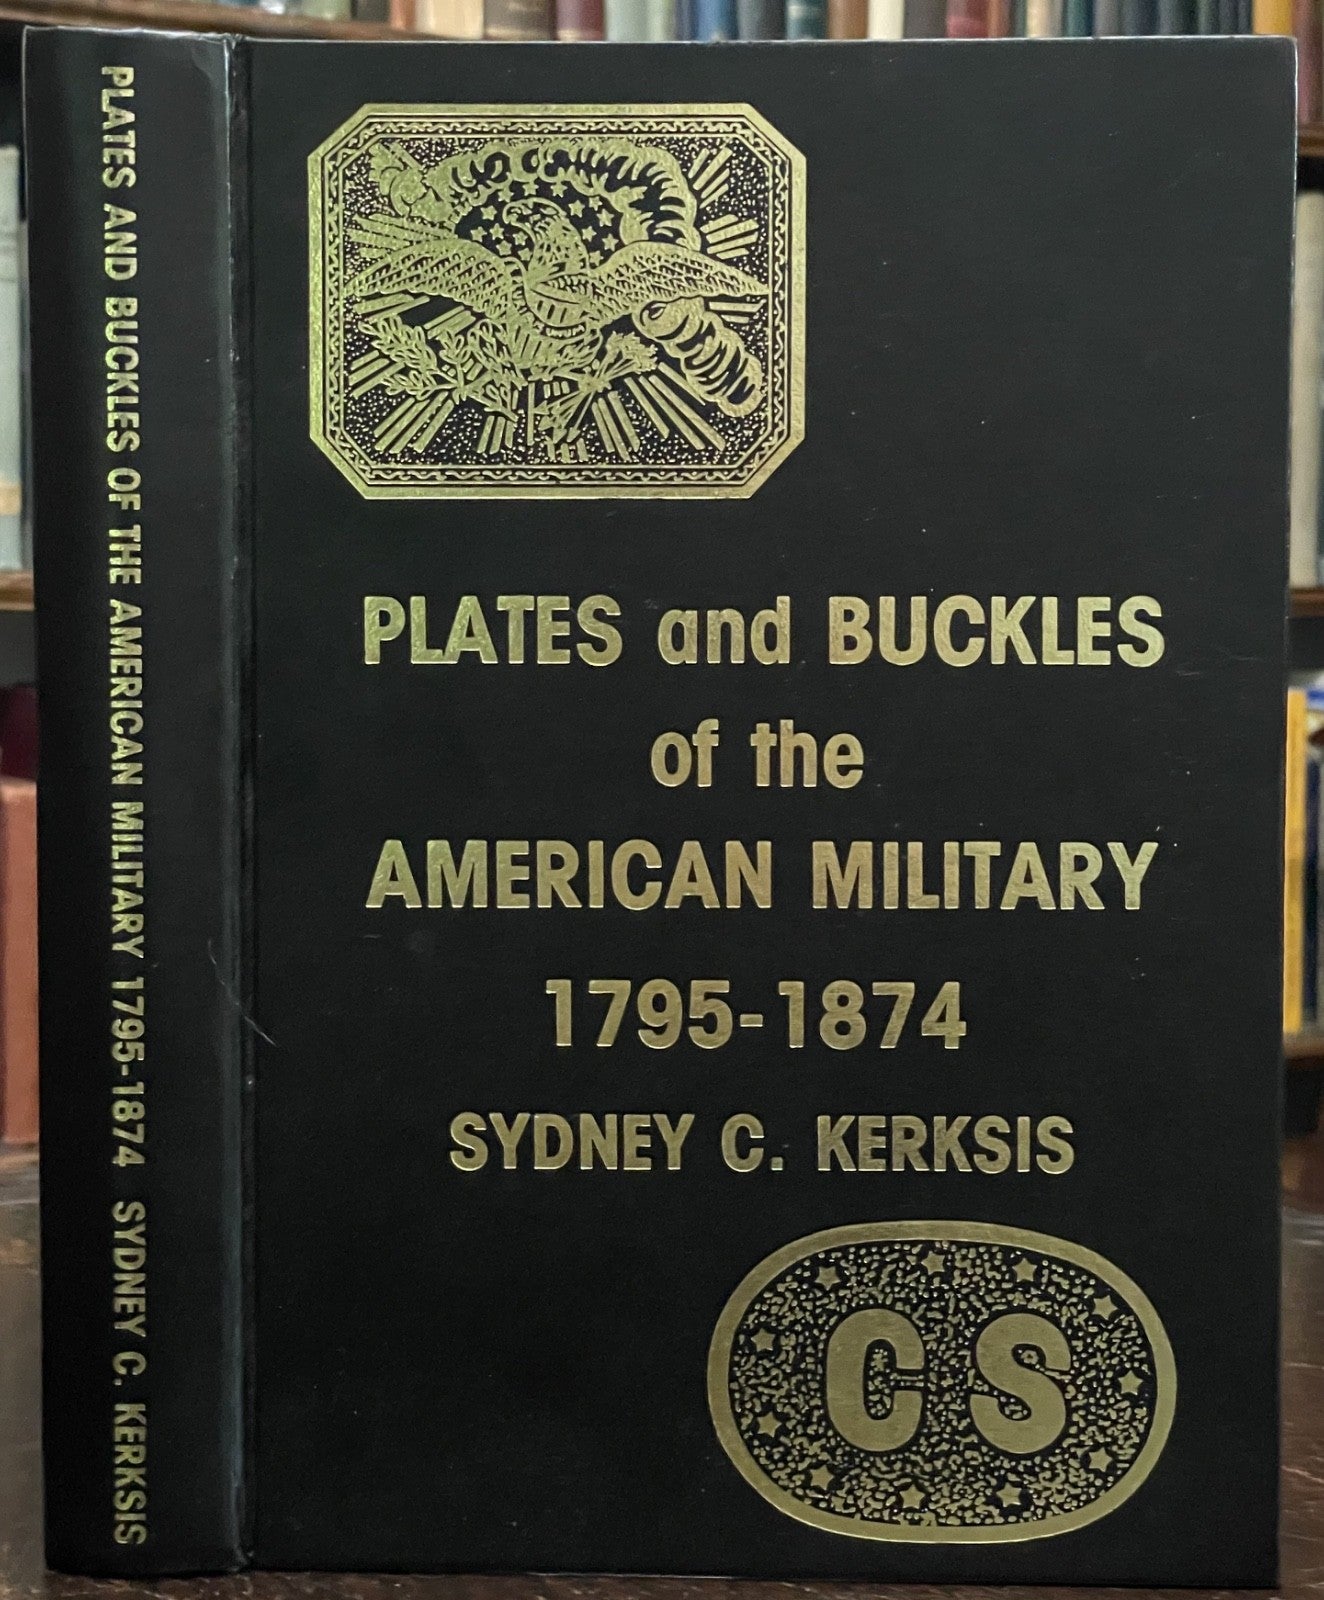 PLATES AND BUCKLES OF THE AMERICAN MILITARY 1795-1874 SYDNEY C. KERKSIS
PLATES and BUCKLES
of the
AMERICAN MILITARY
1795-1874
SYDNEY C. KERKSIS
CS